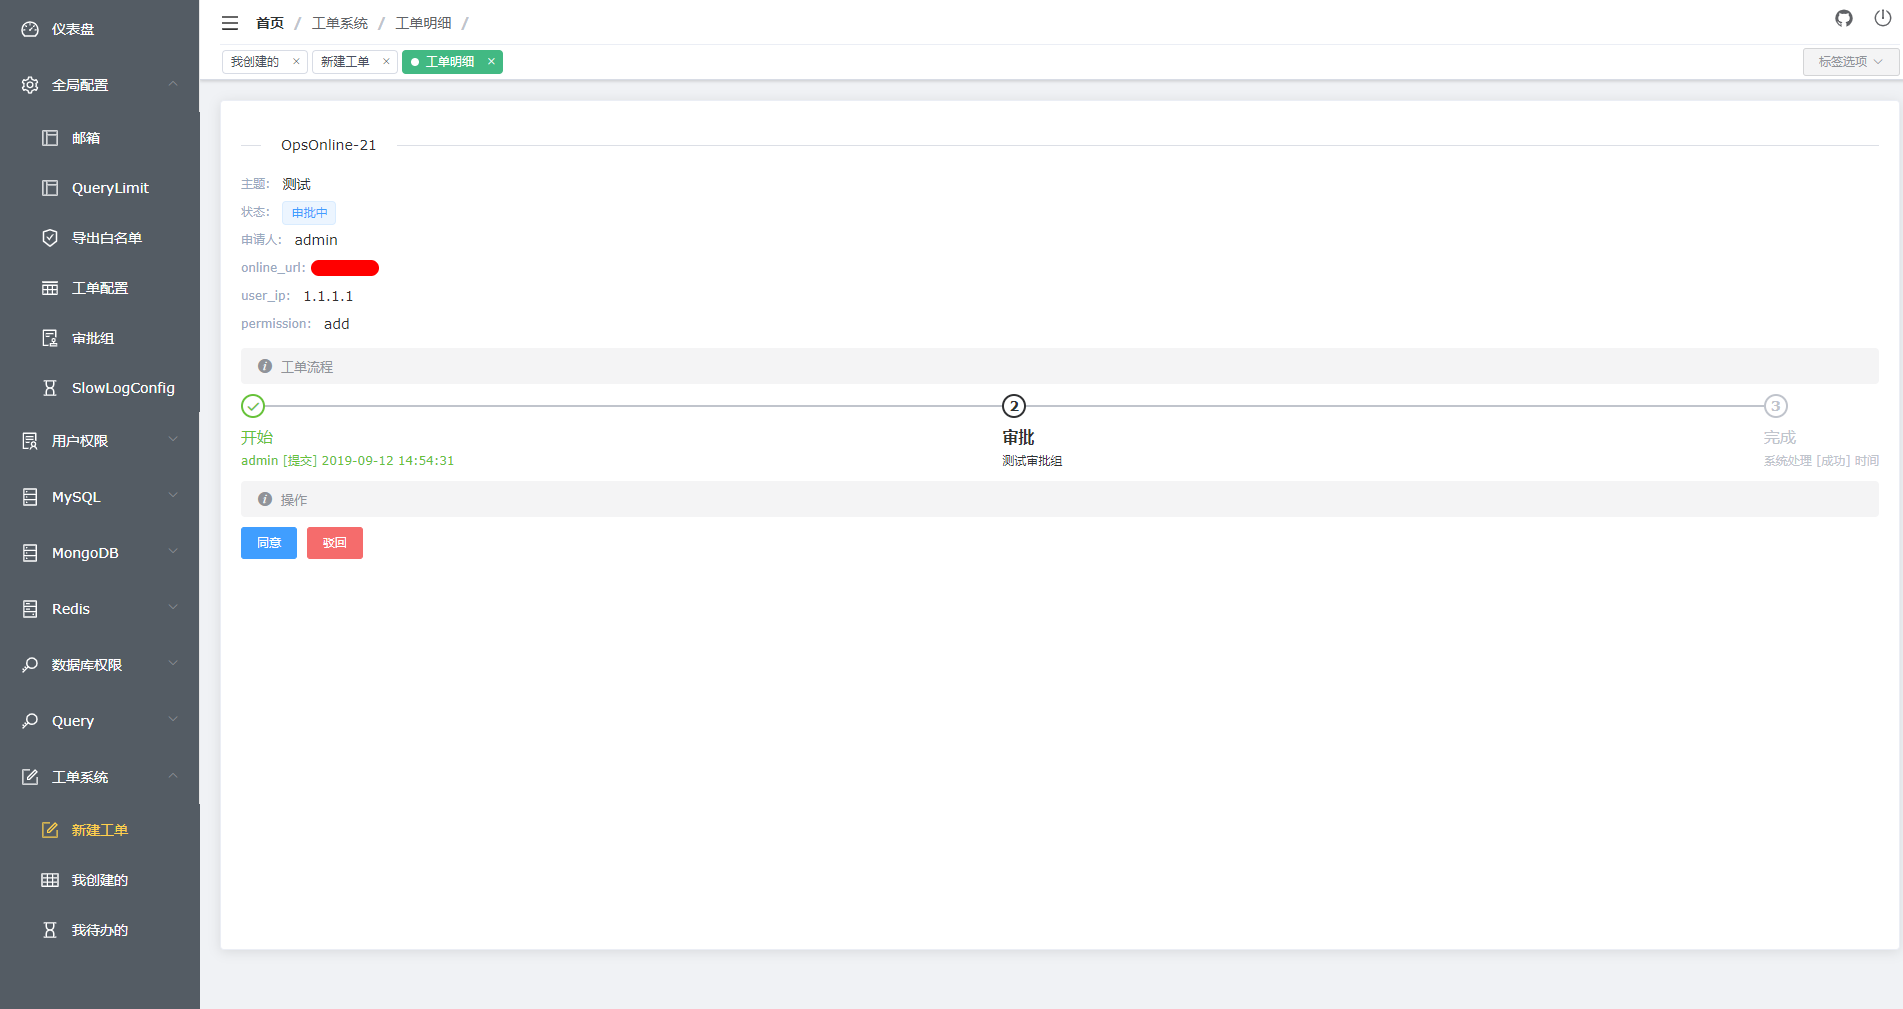 仪表盘
全局配置
邮箱
QueryLimit
导出白名单
工单配置
审批组
SlowLogConfig
用户权限
MySQL
MongoDB
Redis
数据库权限
Query
工单系统
新建工单
我创建的
我待办的
首页 / 工单系统 / 工单明细 /
我创建的 × 新建工单 × 工单明细 × 标签选项
OpsOnline-21
主题: 测试
状态: 审批中
申请人: admin
online_url:
user_ip: 1.1.1.1
permission: add
工单流程
2 3
开始 审批 完成
admin [提交] 2019-09-12 14:54:31 测试审批组 系统处理 [成功] 时间
操作
同意 驳回